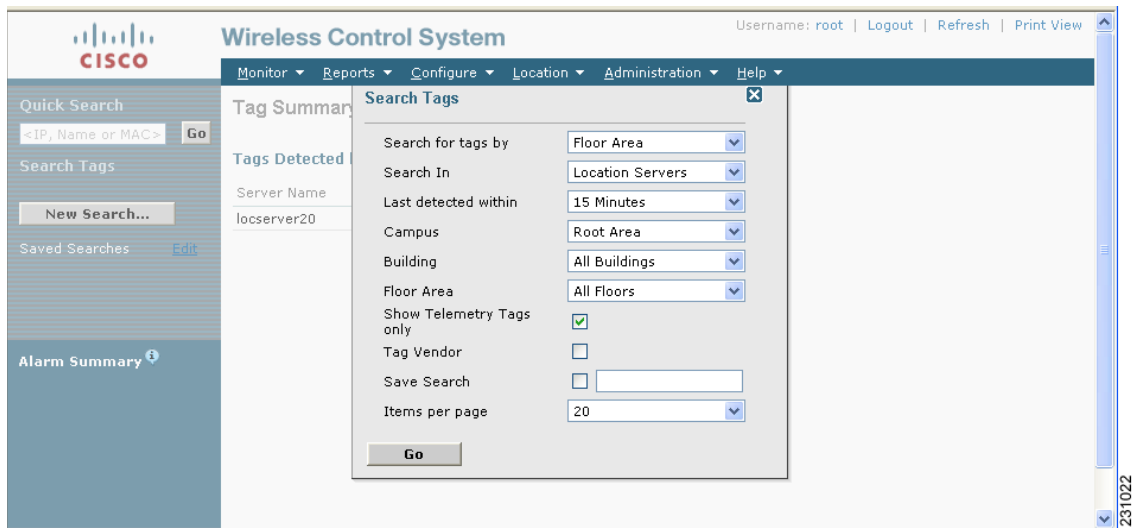 Username: root | Logout | Refresh | Print View
CISCO
Wireless Control System
Monitor Reports Configure Location Administration Help
Quick Search
<IP, Name or MAC> Go
Search Tags
New Search...
Saved Searches Edit
Alarm Summary
Tag Summary
Tags Detected
Server Name
locserver20
Search Tags
Search for tags by Floor Area
Search In Location Servers
Last detected within 15 Minutes
Campus Root Area
Building All Buildings
Floor Area All Floors
Show Telemetry Tags
only
Tag Vendor
Save Search
Items per page 20
Go
231022